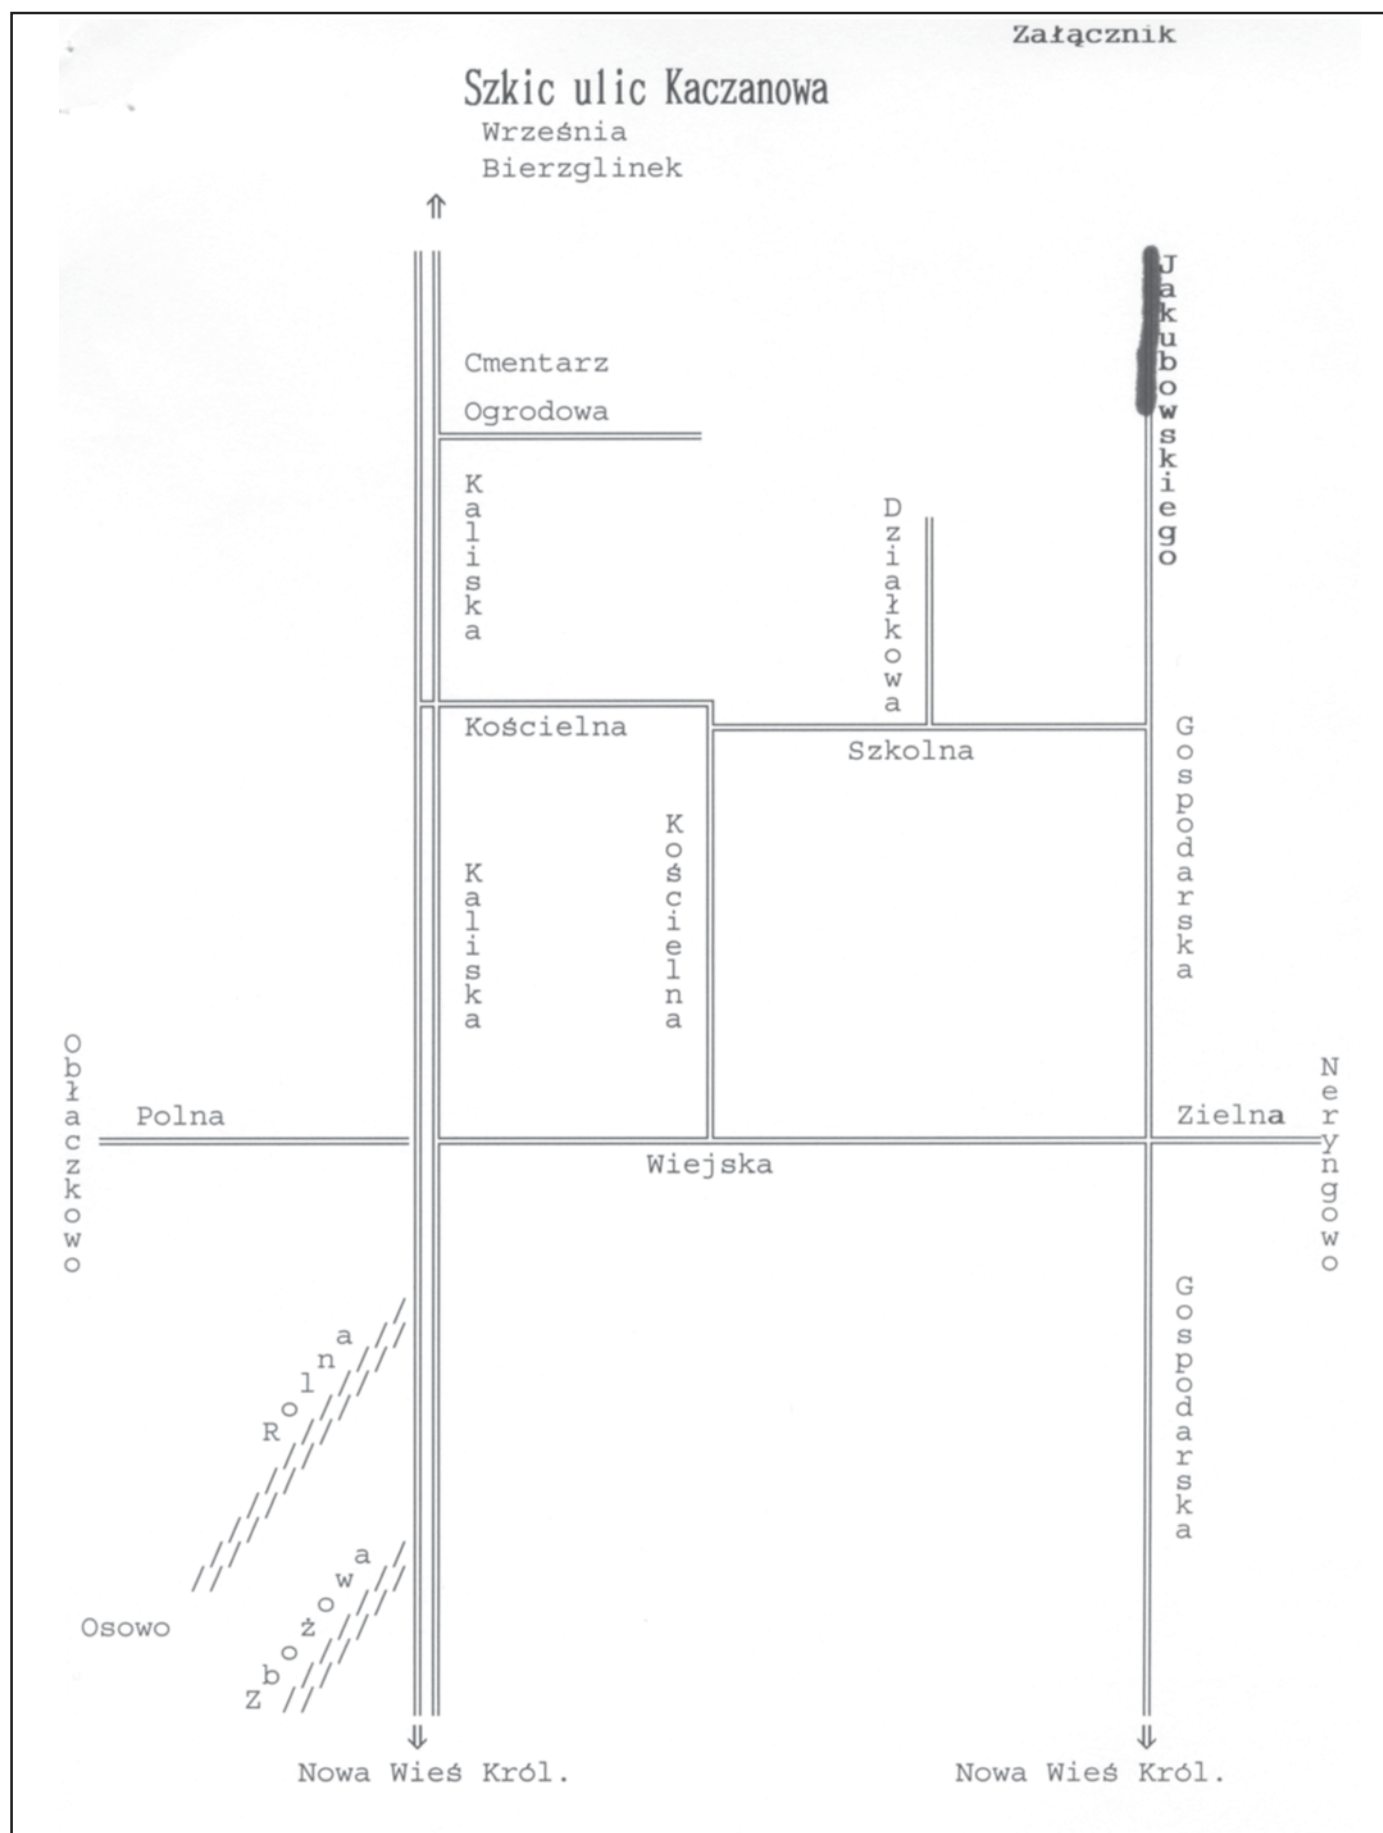 Załącznik
Szkic ulic Kaczanowa
Września
Bierzglinek
Jakubowskiego
Cmentarz
Ogrodowa
Kaliska
Działkowa
Kościelna
Szkolna
Gospodarska
Kaliska
Kościelna
Obłaczkowo
Polna
Neryngowo
Zielna
Wiejska
Rolna
Gospodarska
Osowo
Zbożowa
Nowa Wieś Król.
Nowa Wieś Król.